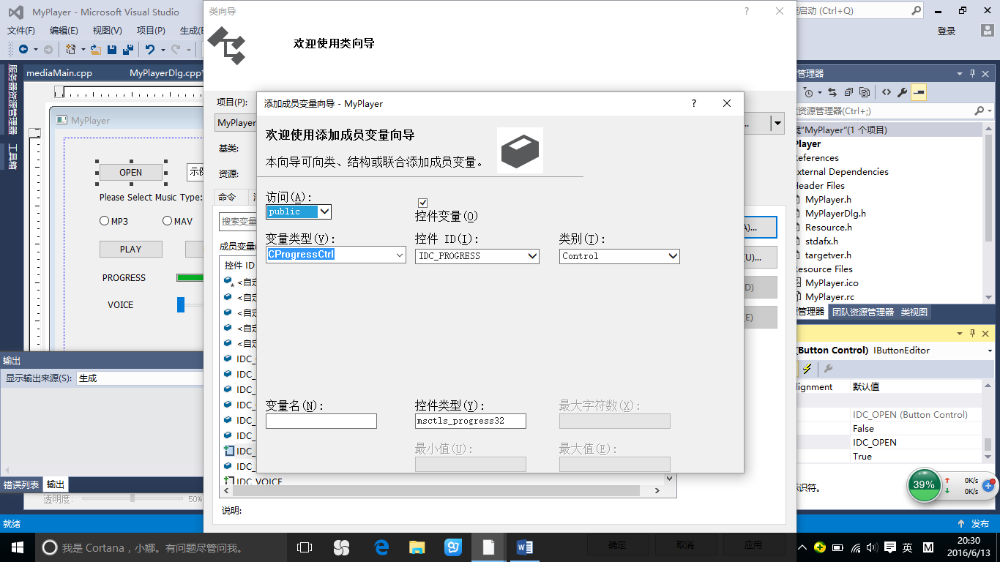 MyPlayer - Microsoft Visual Studio
类向导
启动 (Ctrl+Q)
文件(F)
编辑(E)
视图(V)
项目(P)
生成(
登录
欢迎使用类向导
服务器资源管理器
工具箱
mediaMain.cpp
MyPlayerDlg.cpp*
管理器
项目(P):
MyPlayer
...
添加成员变量向导 - MyPlayer
资源管理器(Ctrl+;)
MyPlayer
欢迎使用添加成员变量向导
本向导可向类、结构或联合添加成员变量。
基类:
资源:
命令
案"MyPlayer"(1 个项目)
Player
References
External Dependencies
Header Files
MyPlayer.h
MyPlayerDlg.h
Resource.h
stdafx.h
targetver.h
Resource Files
MyPlayer.ico
MyPlayer.rc
OPEN
示例
Please Select Music Type:
MP3
MAV
PLAY
PROGRESS
VOICE
访问(A):
public
控件变量(O)
变量类型(V):
控件 ID(I):
类别(T):
CProgressCtrl
IDC_PROGRESS
Control
搜索变量
成员变量(
控件 ID
<自定
<自定
<自定
<自定
<自定
IDC_
IDC_
IDC_
IDC_
IDC_
IDC_
IDC_
IDC_
IDC_VOICE
A)...
(U)...
D)
(E)
管理器
团队资源管理器
类视图
(Button Control) IButtonEditor
lignment
默认值
IDC_OPEN (Button Control)
False
IDC_OPEN
True
示识符。
39%
0K/s
0K/s
变量名(N):
控件类型(Y):
最大字符数(X):
msctls_progress32
最小值(U):
最大值(E):
说明:
输出
显示输出来源(S):
生成
错误列表
输出
透明度:
50%
就绪
发布
确定
取消
应用
我是 Cortana，小娜。有问题尽管问我。
英
M
20:30
2016/6/13